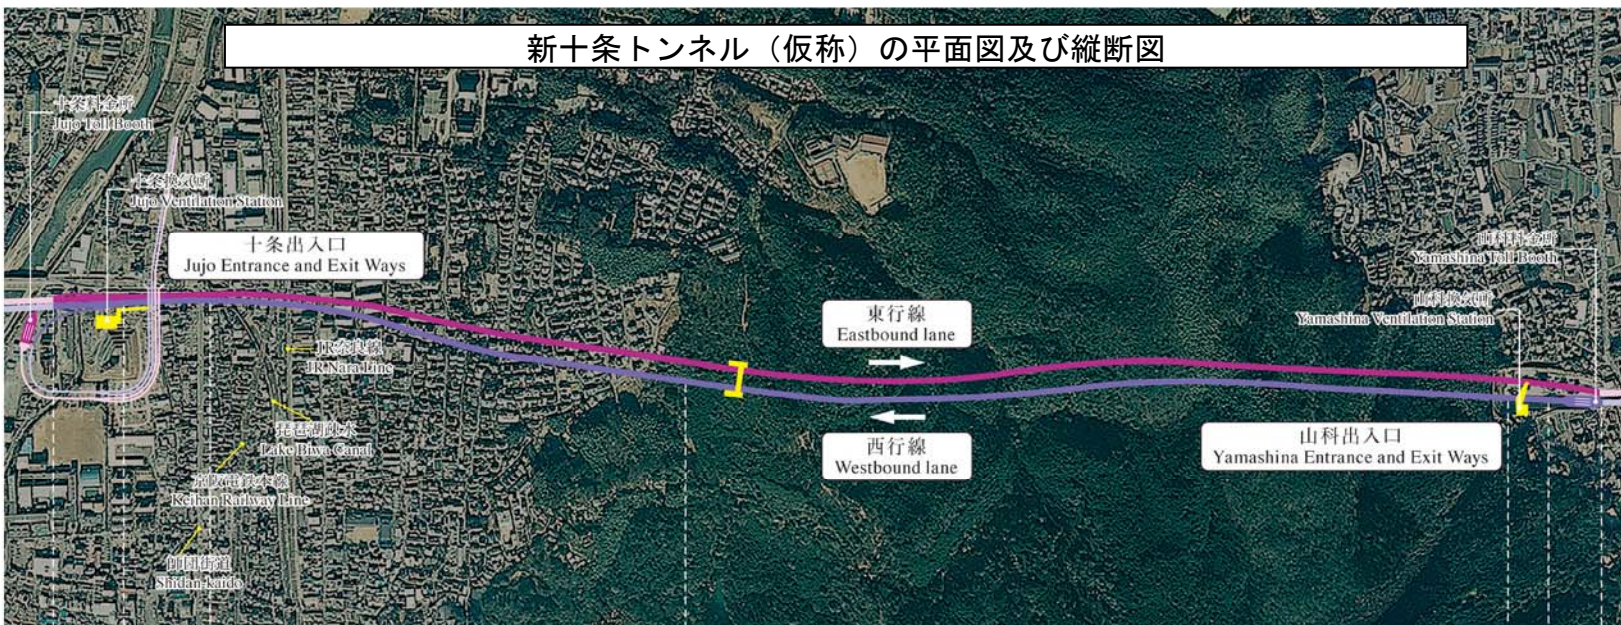 新十条トンネル（仮称）の平面図及び縦断図
十条料金所
Jujo Toll Booth
十条換気所
Jujo Ventilation Station
十条出入口
Jujo Entrance and Exit Ways
JR奈良線
JR Nara Line
琵琶湖疎水
Lake Biwa Canal
京阪電鉄本線
Keihan Railway Line
師団街道
Shidan-kaido
東行線
Eastbound lane
西行線
Westbound lane
山科料金所
Yamashina Toll Booth
山科換気所
Yamashina Ventilation Station
山科出入口
Yamashina Entrance and Exit Ways